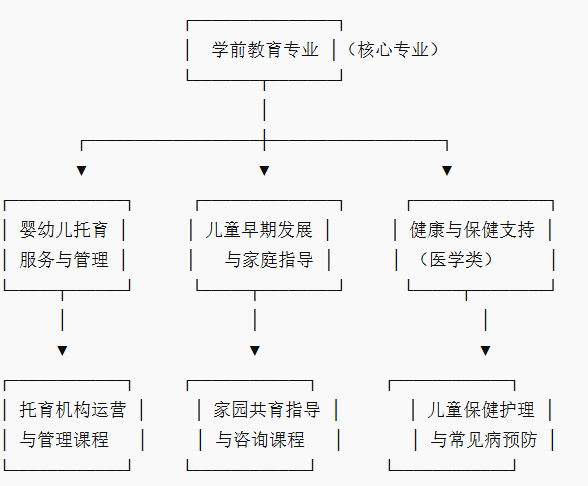 学前教育专业（核心专业）
婴幼儿托育
服务与管理
儿童早期发展
与家庭指导
健康与保健支持
（医学类）
托育机构运营
与管理课程
家园共育指导
与咨询课程
儿童保健护理
与常见病预防